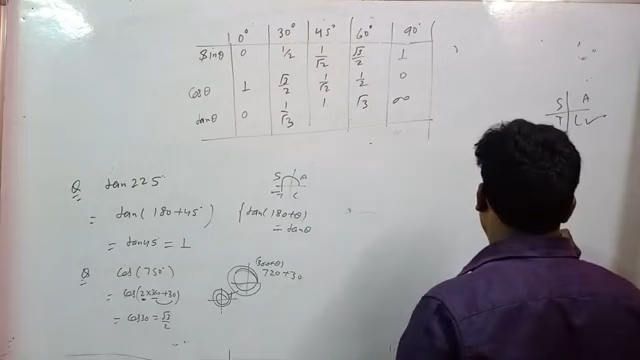 0° 30° 45° 60° 90°
sinθ 0 1/2 1/√2 √3/2 1
cosθ 1 √3/2 1/√2 1/2 0
tanθ 0 1/√3 1 √3 ∞
S A
T C ✓
Q tan 225°
S A
T C
= tan(180+45°) {tan(180+θ)
= tanθ
= tan45 = 1
Q cos(750°)
720+30
= cos(2×360+30)
= cos30 = √3/2